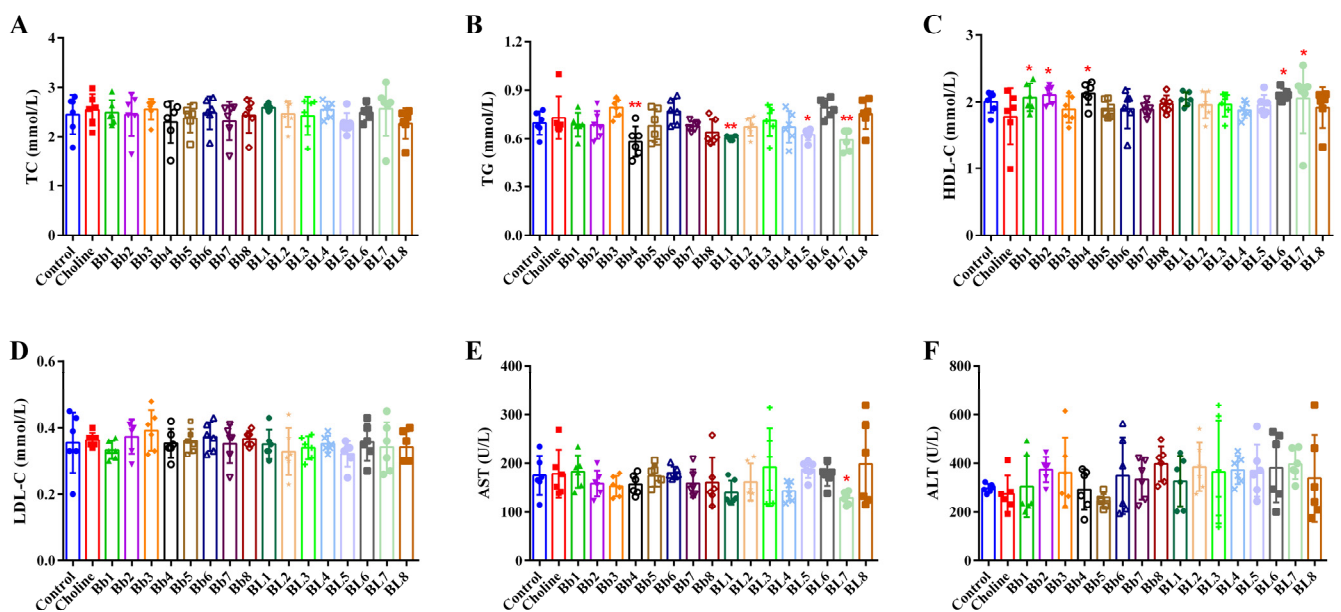 A
TC (mmol/L)
4
3
2
1
0
Control Choline Bb1 Bb2 Bb3 Bb4 Bb5 Bb6 Bb7 Bb8 BL1 BL2 BL3 BL4 BL5 BL6 BL7 BL8
B
TG (mmol/L)
1.2
0.9
0.6
0.3
0.0
** ** * **
Control Choline Bb1 Bb2 Bb3 Bb4 Bb5 Bb6 Bb7 Bb8 BL1 BL2 BL3 BL4 BL5 BL6 BL7 BL8
C
HDL-C (mmol/L)
3
2
1
0
* * * * *
Control Choline Bb1 Bb2 Bb3 Bb4 Bb5 Bb6 Bb7 Bb8 BL1 BL2 BL3 BL4 BL5 BL6 BL7 BL8
D
LDL-C (mmol/L)
0.6
0.4
0.2
0.0
Control Choline Bb1 Bb2 Bb3 Bb4 Bb5 Bb6 Bb7 Bb8 BL1 BL2 BL3 BL4 BL5 BL6 BL7 BL8
E
AST (U/L)
400
300
200
100
0
*
Control Choline Bb1 Bb2 Bb3 Bb4 Bb5 Bb6 Bb7 Bb8 BL1 BL2 BL3 BL4 BL5 BL6 BL7 BL8
F
ALT (U/L)
800
600
400
200
0
Control Choline Bb1 Bb2 Bb3 Bb4 Bb5 Bb6 Bb7 Bb8 BL1 BL2 BL3 BL4 BL5 BL6 BL7 BL8